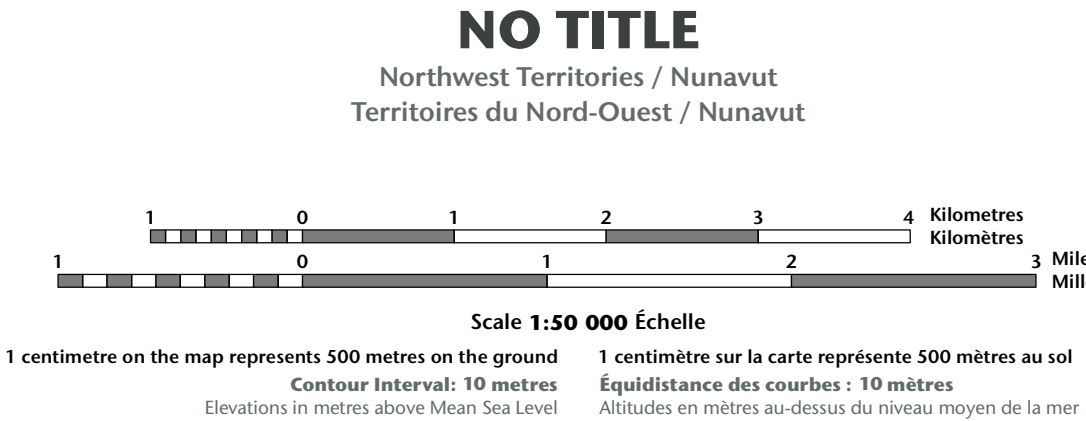 NO TITLE
Northwest Territories / Nunavut
Territoires du Nord-Ouest / Nunavut
1 0 1 2 3 4 Kilometres
Kilomètres
1 0 1 2 3 Mile
Mill
Scale 1:50 000 Échelle
1 centimetre on the map represents 500 metres on the ground
Contour Interval: 10 metres
Elevations in metres above Mean Sea Level
1 centimètre sur la carte représente 500 mètres au sol
Équidistance des courbes : 10 mètres
Altitudes en mètres au-dessus du niveau moyen de la mer